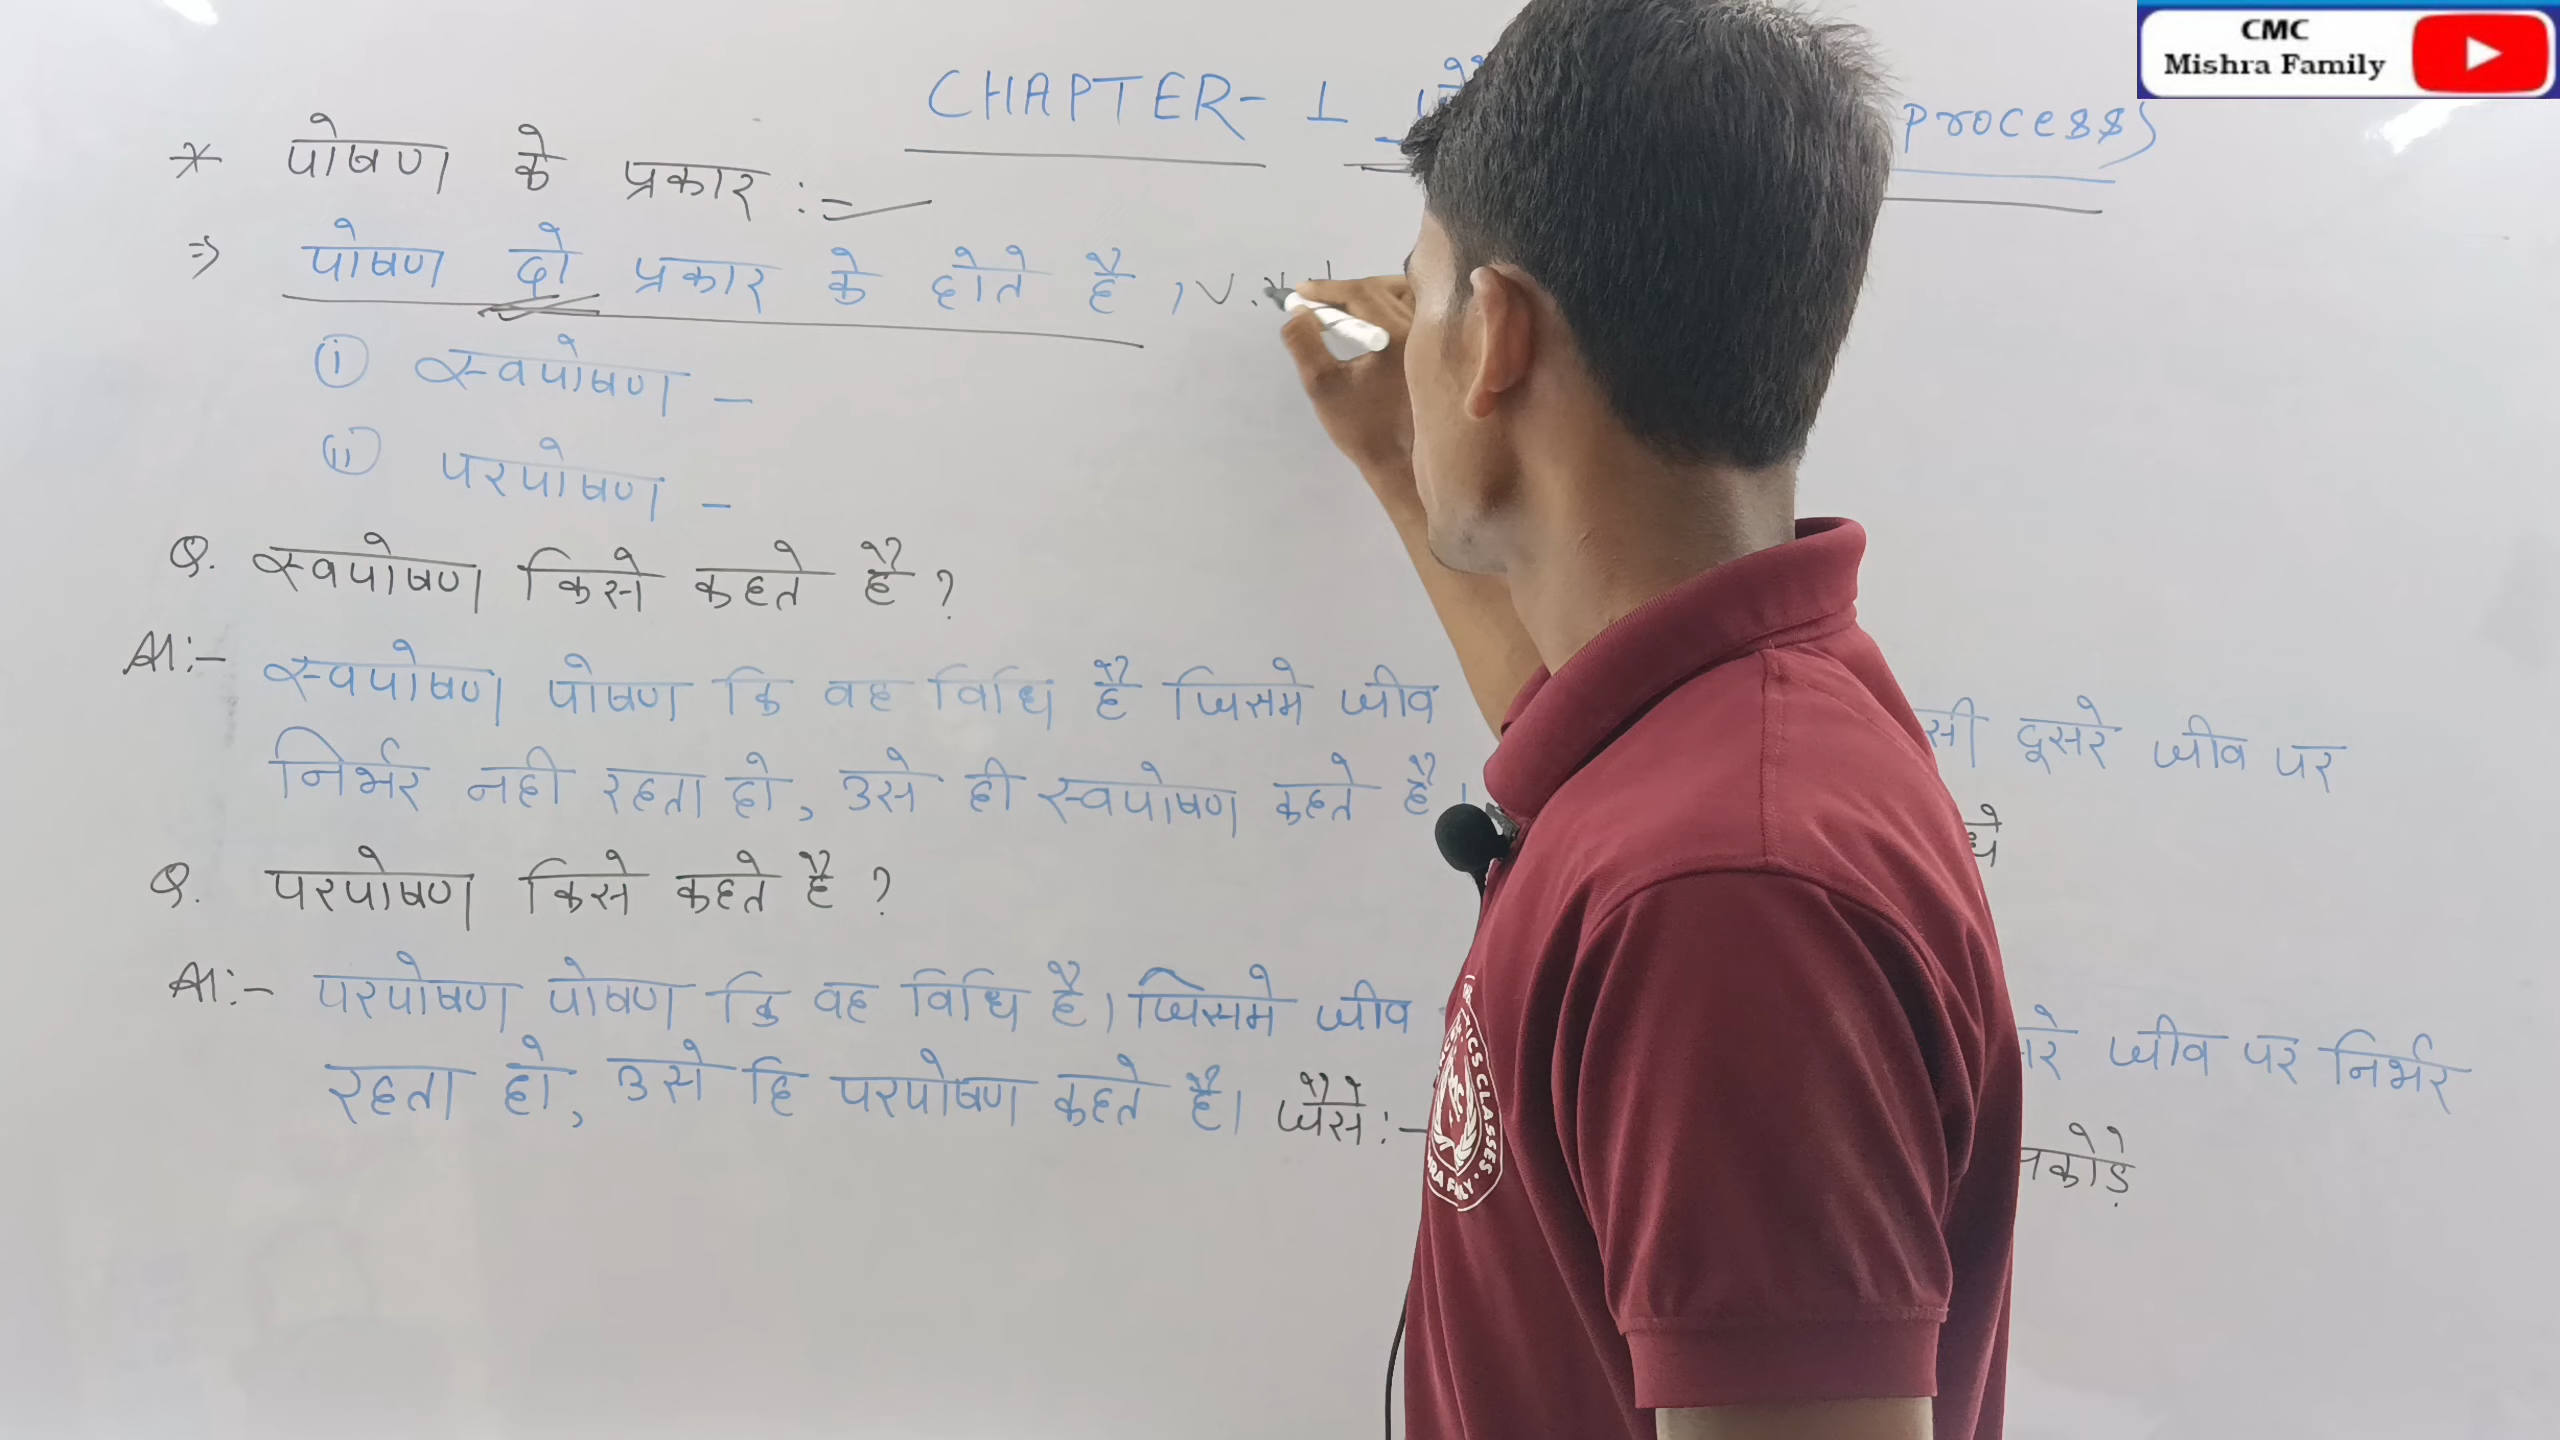 CMC
Mishra Family
CHAPTER- 1 process)
* पोषण के प्रकार :=
⇒ पोषण दो प्रकार के होते है ,
(i) स्वपोषण -
(ii) परपोषण -
Q. स्वपोषण किसे कहते है ?
A1:- स्वपोषण पोषण कि वह विधि है जिसमे जीव दूसरे जीव पर
निर्भर नही रहता हो, उसे ही स्वपोषण कहते है।
Q. परपोषण किसे कहते है ?
A1:- परपोषण पोषण कि वह विधि है। जिसमे जीव जीव पर निर्भर
रहता हो, उसे हि परपोषण कहते है। जैसे :-